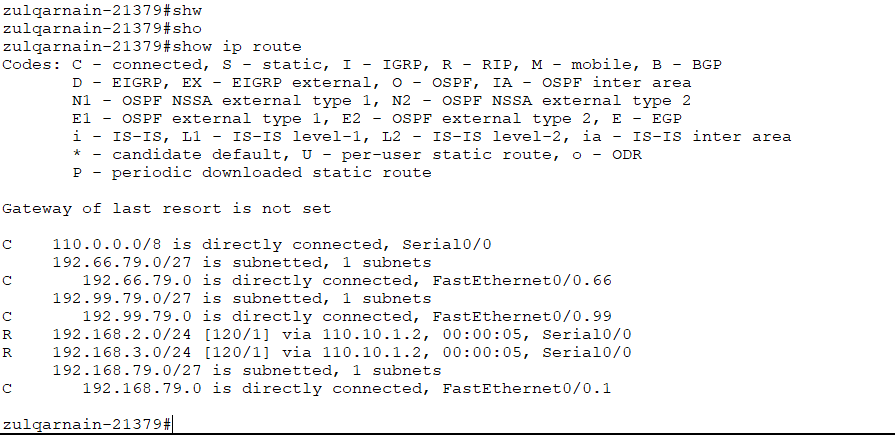 zulqarnain-21379#shw
zulqarnain-21379#sho
zulqarnain-21379#show ip route
Codes: C - connected, S - static, I - IGRP, R - RIP, M - mobile, B - BGP
       D - EIGRP, EX - EIGRP external, O - OSPF, IA - OSPF inter area
       N1 - OSPF NSSA external type 1, N2 - OSPF NSSA external type 2
       E1 - OSPF external type 1, E2 - OSPF external type 2, E - EGP
       i - IS-IS, L1 - IS-IS level-1, L2 - IS-IS level-2, ia - IS-IS inter area
       * - candidate default, U - per-user static route, o - ODR
       P - periodic downloaded static route

Gateway of last resort is not set

C    110.0.0.0/8 is directly connected, Serial0/0
     192.66.79.0/27 is subnetted, 1 subnets
C       192.66.79.0 is directly connected, FastEthernet0/0.66
     192.99.79.0/27 is subnetted, 1 subnets
C       192.99.79.0 is directly connected, FastEthernet0/0.99
R    192.168.2.0/24 [120/1] via 110.10.1.2, 00:00:05, Serial0/0
R    192.168.3.0/24 [120/1] via 110.10.1.2, 00:00:05, Serial0/0
     192.168.79.0/27 is subnetted, 1 subnets
C       192.168.79.0 is directly connected, FastEthernet0/0.1

zulqarnain-21379#